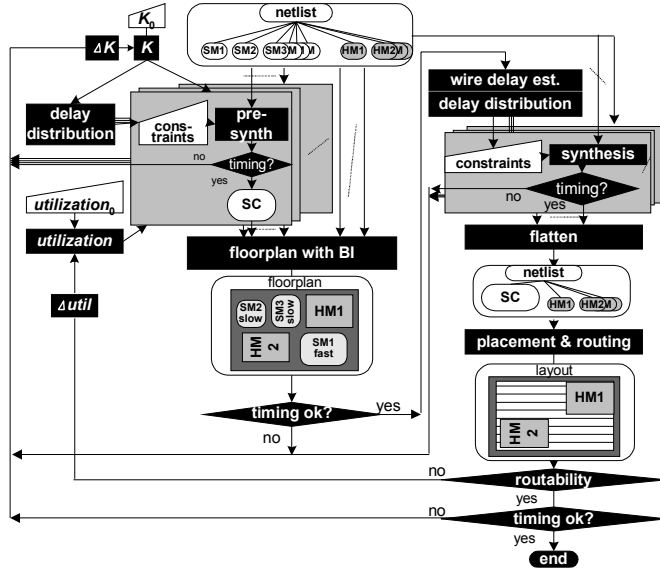 K0
netlist
ΔK
K
SM1
SM2
SM3
M
M
M
HM1
HM2
M
wire delay est.
delay distribution
delay
distribution
cons-
traints
pre-
synth
constraints
synthesis
no
timing?
yes
no
timing?
yes
SC
utilization0
utilization
floorplan with BI
flatten
floorplan
netlist
SC
HM1
HM2
M
Δutil
SM2
slow
SM3
slow
HM1
HM
2
SM1
fast
placement & routing
layout
HM1
HM
2
timing ok?
yes
no
no
routability
yes
no
timing ok?
yes
end